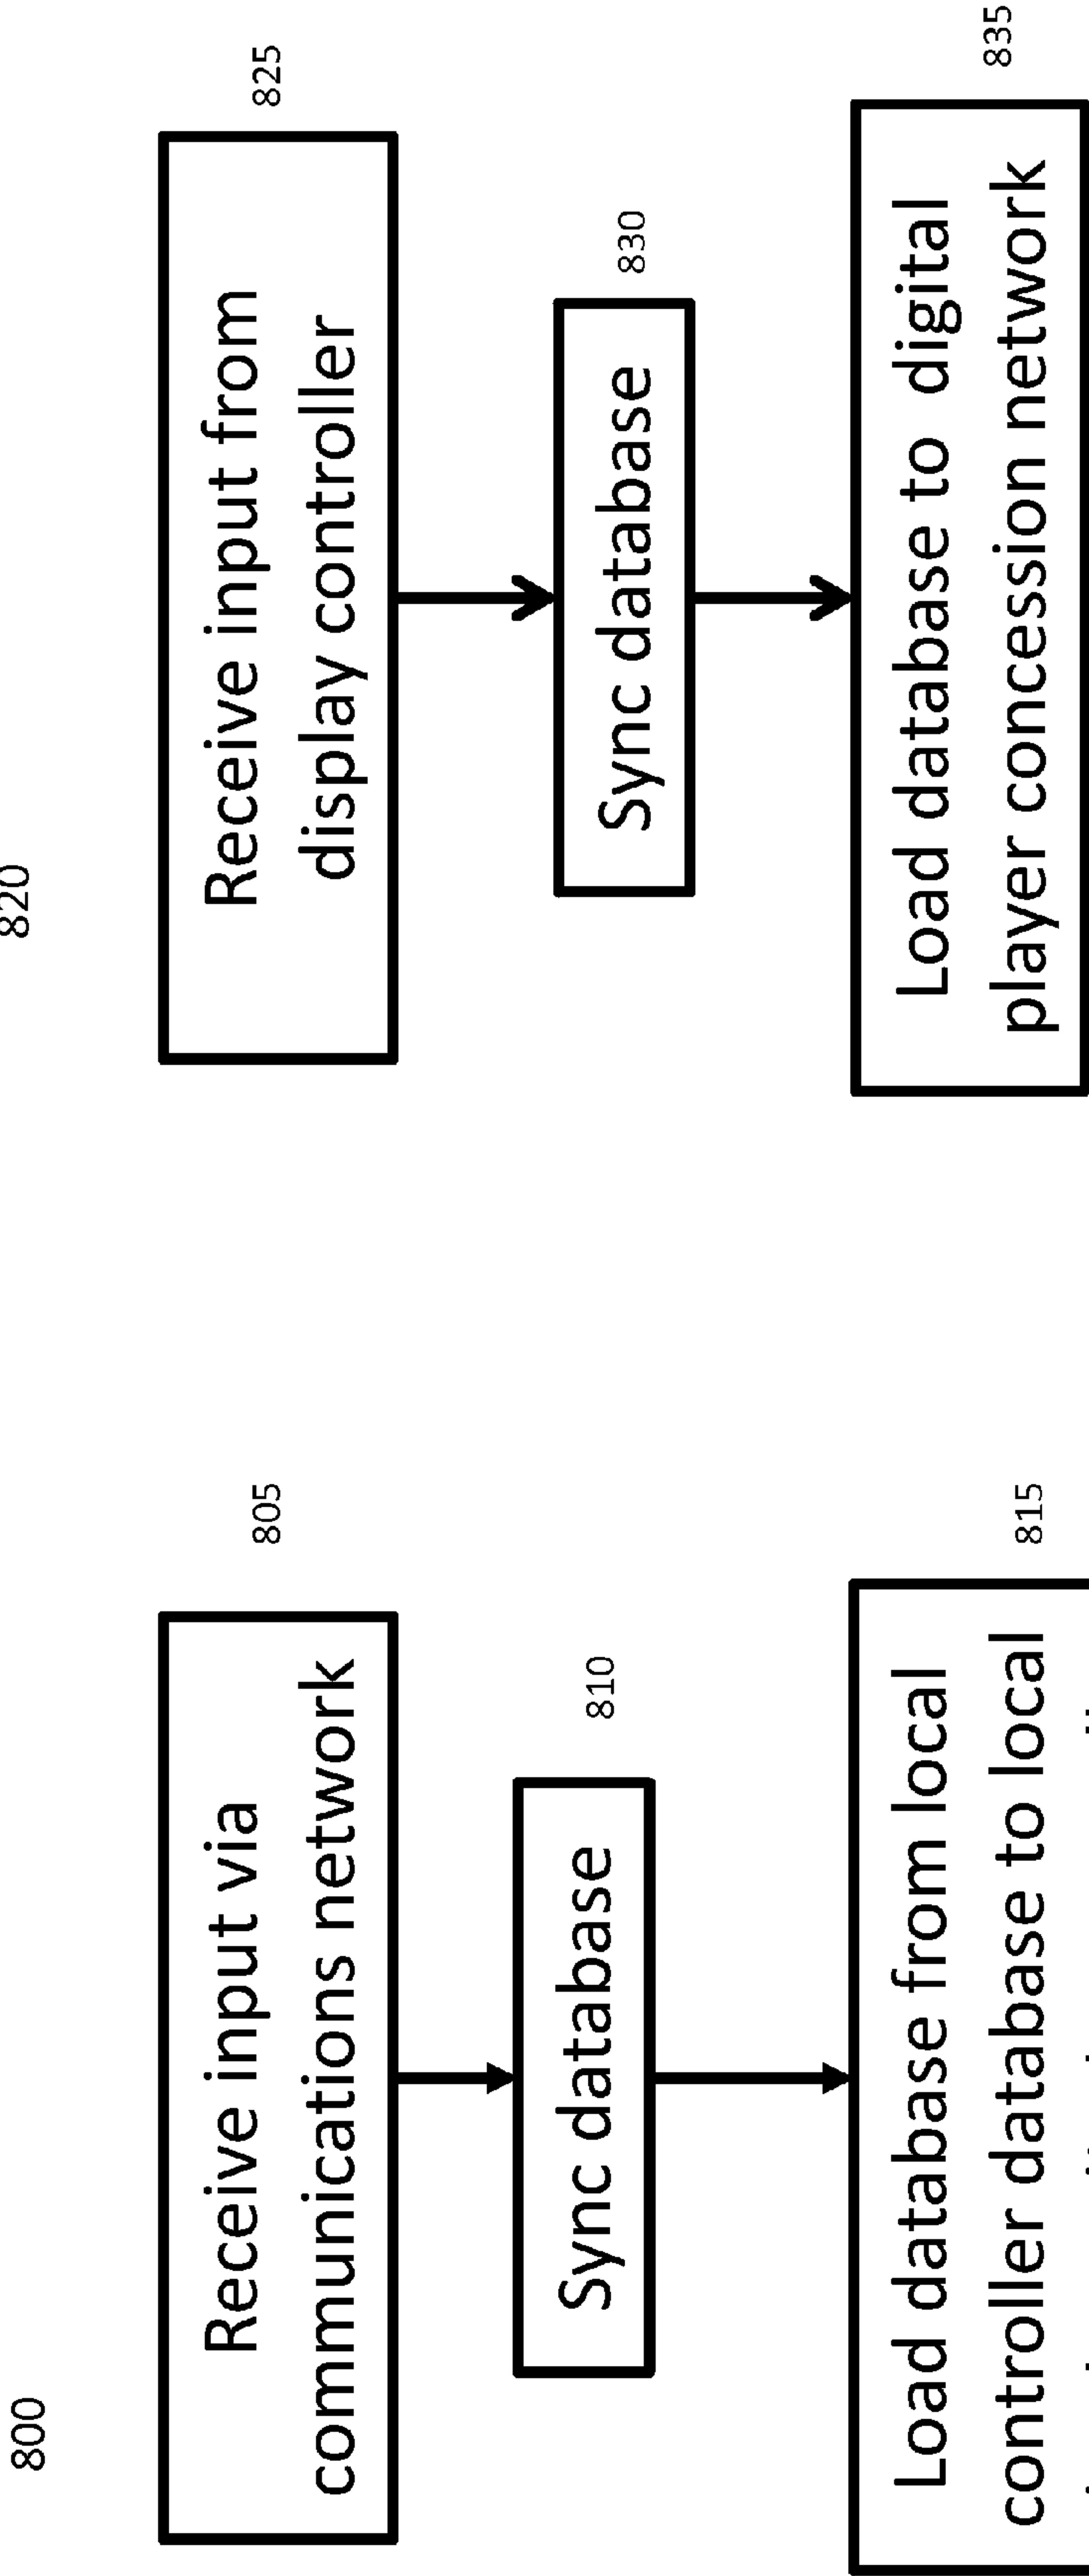 800
Receive input via
communications network
805
Sync database
810
Load database from local
controller database to local
815
820
Receive input from
display controller
825
Sync database
830
Load database to digital
player concession network
835